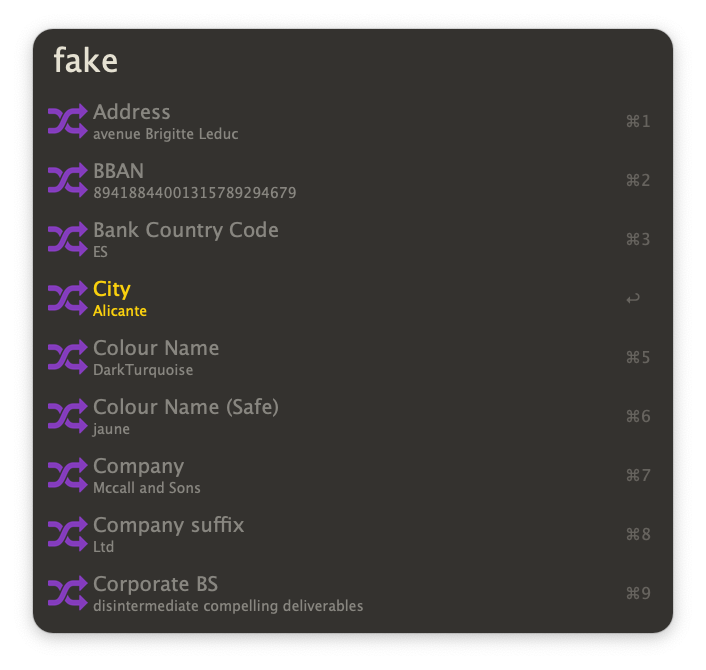 fake
Address
avenue Brigitte Leduc
⌘1
BBAN
89418844001315789294679
⌘2
Bank Country Code
ES
⌘3
City
Alicante
↩
Colour Name
DarkTurquoise
⌘5
Colour Name (Safe)
jaune
⌘6
Company
Mccall and Sons
⌘7
Company suffix
Ltd
⌘8
Corporate BS
disintermediate compelling deliverables
⌘9